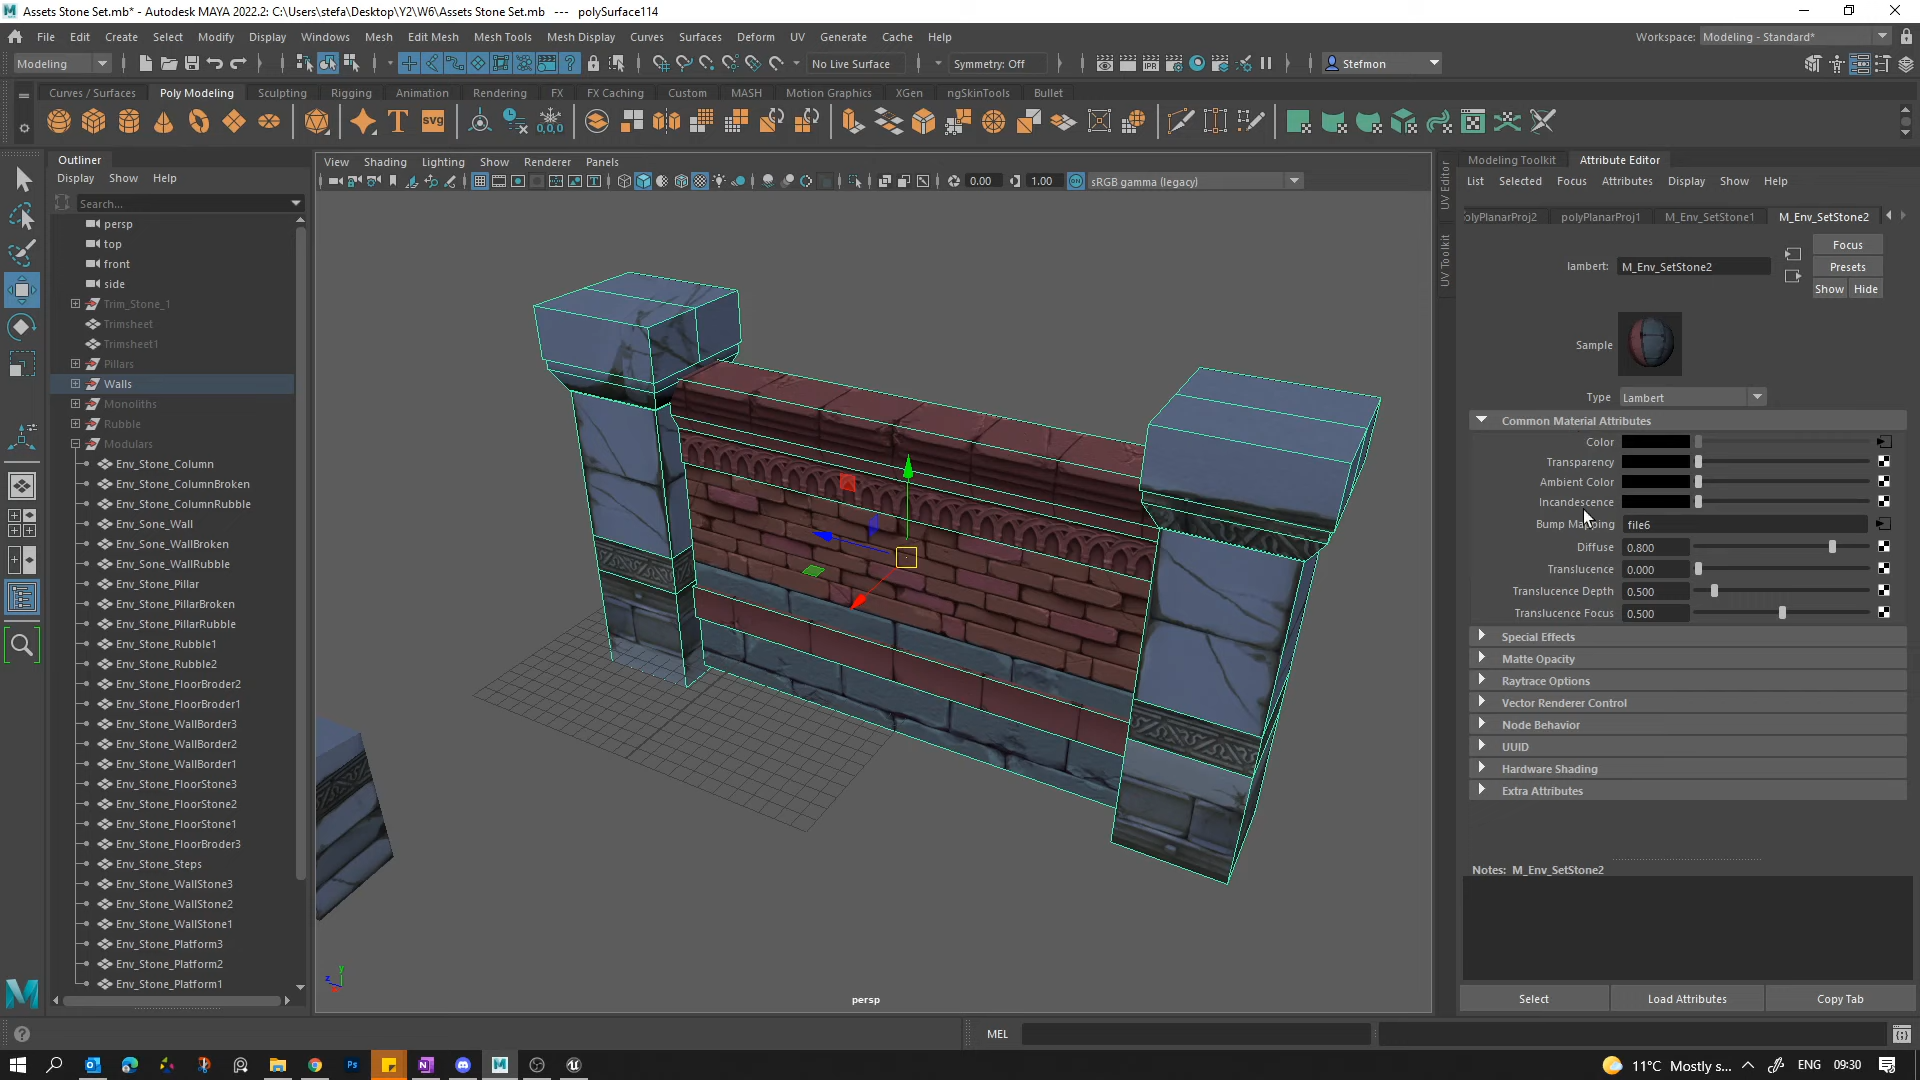 Assets Stone Set.mb* - Autodesk MAYA 2022.2: C:\Users\stefa\Desktop\Y2\W6\Assets Stone Set.mb   ---   polySurface114
File Edit Create Select Modify Display Windows Mesh Edit Mesh Mesh Tools Mesh Display Curves Surfaces Deform UV Generate Cache Help
Workspace: Modeling - Standard*
Modeling
No Live Surface
Symmetry: Off
Stefmon
Curves / Surfaces Poly Modeling Sculpting Rigging Animation Rendering FX FX Caching Custom MASH Motion Graphics XGen ngSkinTools Bullet
T svg 0,0,0
Outliner
Display Show Help
Search...
persp
top
front
side
Trim_Stone_1
Trimsheet
Trimsheet1
Pillars
Walls
Monoliths
Rubble
Modulars
Env_Stone_Column
Env_Stone_ColumnBroken
Env_Stone_ColumnRubble
Env_Sone_Wall
Env_Sone_WallBroken
Env_Sone_WallRubble
Env_Stone_Pillar
Env_Stone_PillarBroken
Env_Stone_PillarRubble
Env_Stone_Rubble1
Env_Stone_Rubble2
Env_Stone_FloorBroder2
Env_Stone_FloorBroder1
Env_Stone_WallBorder3
Env_Stone_WallBorder2
Env_Stone_WallBorder1
Env_Stone_FloorStone3
Env_Stone_FloorStone2
Env_Stone_FloorStone1
Env_Stone_FloorBroder3
Env_Stone_Steps
Env_Stone_WallStone3
Env_Stone_WallStone2
Env_Stone_WallStone1
Env_Stone_Platform3
Env_Stone_Platform2
Env_Stone_Platform1
View Shading Lighting Show Renderer Panels
0.00 1.00 ON sRGB gamma (legacy)
y
z
persp
UV Editor
UV Toolkit
Modeling Toolkit Attribute Editor
List Selected Focus Attributes Display Show Help
olyPlanarProj2 polyPlanarProj1 M_Env_SetStone1 M_Env_SetStone2
Focus
lambert: M_Env_SetStone2
Presets
Show Hide
Sample
Type Lambert
Common Material Attributes
Color
Transparency
Ambient Color
Incandescence
Bump Mapping file6
Diffuse 0.800
Translucence 0.000
Translucence Depth 0.500
Translucence Focus 0.500
Special Effects
Matte Opacity
Raytrace Options
Vector Renderer Control
Node Behavior
UUID
Hardware Shading
Extra Attributes
Notes: M_Env_SetStone2
Select Load Attributes Copy Tab
MEL
11°C Mostly s... ENG 09:30